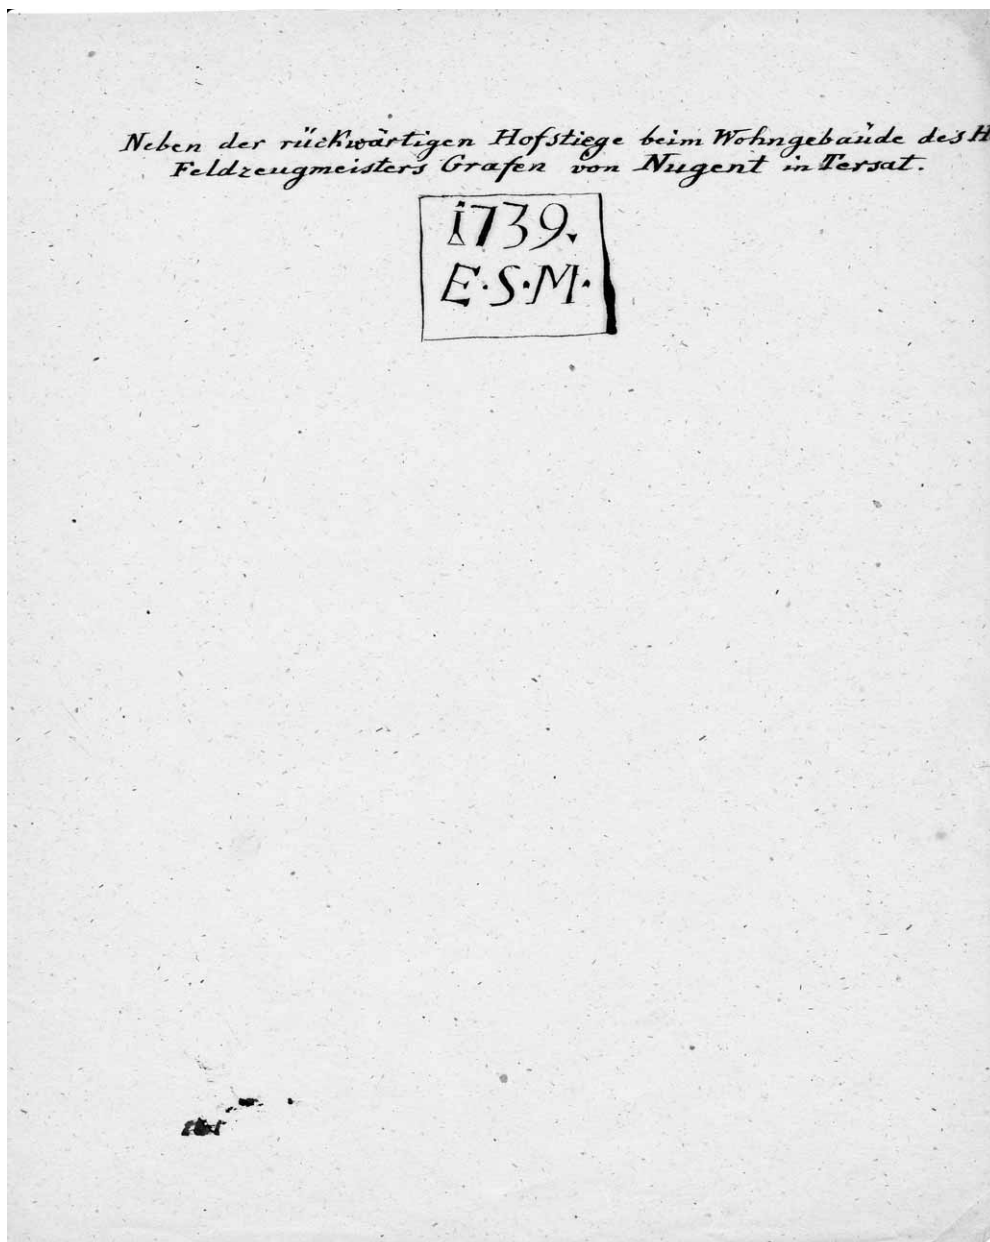 Neben der rückwärtigen Hofstiege beim Wohngebaüde des H
Feldzeugmeisters Grafen von Nugent in Tersat.
1739.
E·S·M·